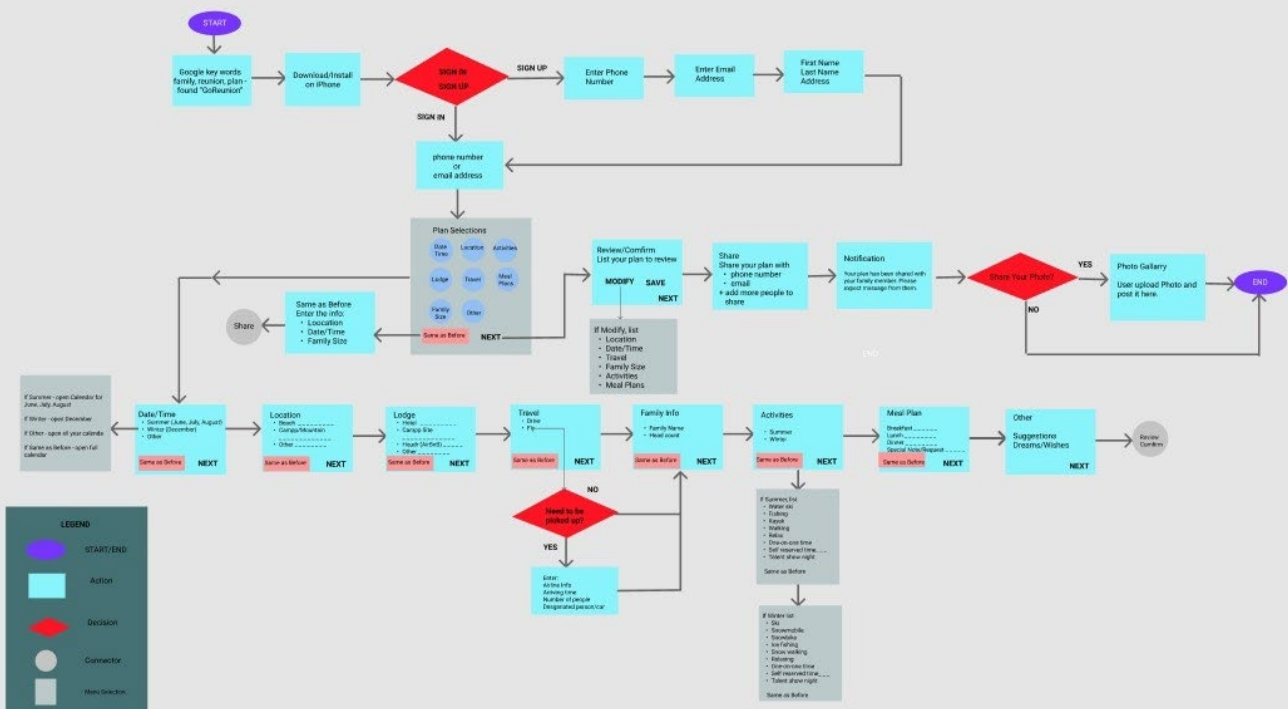 START
Google key words
family, reunion, plan -
found "GoReunion"
Download/Install
on iPhone
SIGN IN
SIGN UP
SIGN UP
Enter Phone
Number
Enter Email
Address
First Name
Last Name
Address
SIGN IN
phone number
or
email address
Plan Selections
Date
Time
Location
Activities
Lodge
Travel
Meal
Plans
Family
Size
Other
Same as Before
NEXT
Same as Before
Enter the info:
• Loocation
• Date/Time
• Family Size
Share
Review/Comfirm
List your plan to review
MODIFY
SAVE
NEXT
If Modify, list
• Location
• Date/Time
• Travel
• Family Size
• Activities
• Meal Plans
Share
Share your plan with
• phone number
• email
+ add more people to
share
Notification
Your plan has been shared with
your family member. Please
expect message from them.
Share Your Photo?
YES
NO
Photo Gallarry
User upload Photo and
post it here.
END
END
If Summer - open Calendar for
June, July, August
If Winter - open December
If Other - open all year calendar
If Same as Before - open full
calendar
Date/Time
• Summer (June, July, August)
• Winter (December)
• Other
Same as Before
NEXT
Location
• Beach
• Campp/Mountain
• Other
Same as Before
NEXT
Lodge
• Hotel
• Campp Site
• House (AirBnB)
• Other
Same as Before
NEXT
Travel
• Drive
• Fly
Same as Before
NEXT
Family Info
• Family Name
• Head count
Same as Before
NEXT
Activities
• Summer
• Winter
Same as Before
NEXT
Meal Plan
Breakfast
Lunch
Dinner
Special Note/Request
Same as Before
NEXT
Other
Suggestions
Dreams/Wishes
NEXT
Review
Confirm
NO
Need to be
picked up?
YES
Enter:
Airline Info
Arriving time
Number of people
Designated person/car
If Summer list
• Water ski
• Fishing
• Kayak
• Walking
• Relax
• One-on-one time
• Self reserved time
• Talent show night
Same as Before
If Winter list
• Ski
• Snowmobile
• Snowbike
• Ice fishing
• Snow walking
• Relaxing
• One-on-one time
• Self reserved time
• Talent show night
Same as Before
LEGEND
START/END
Action
Decision
Connector
Menu Selection